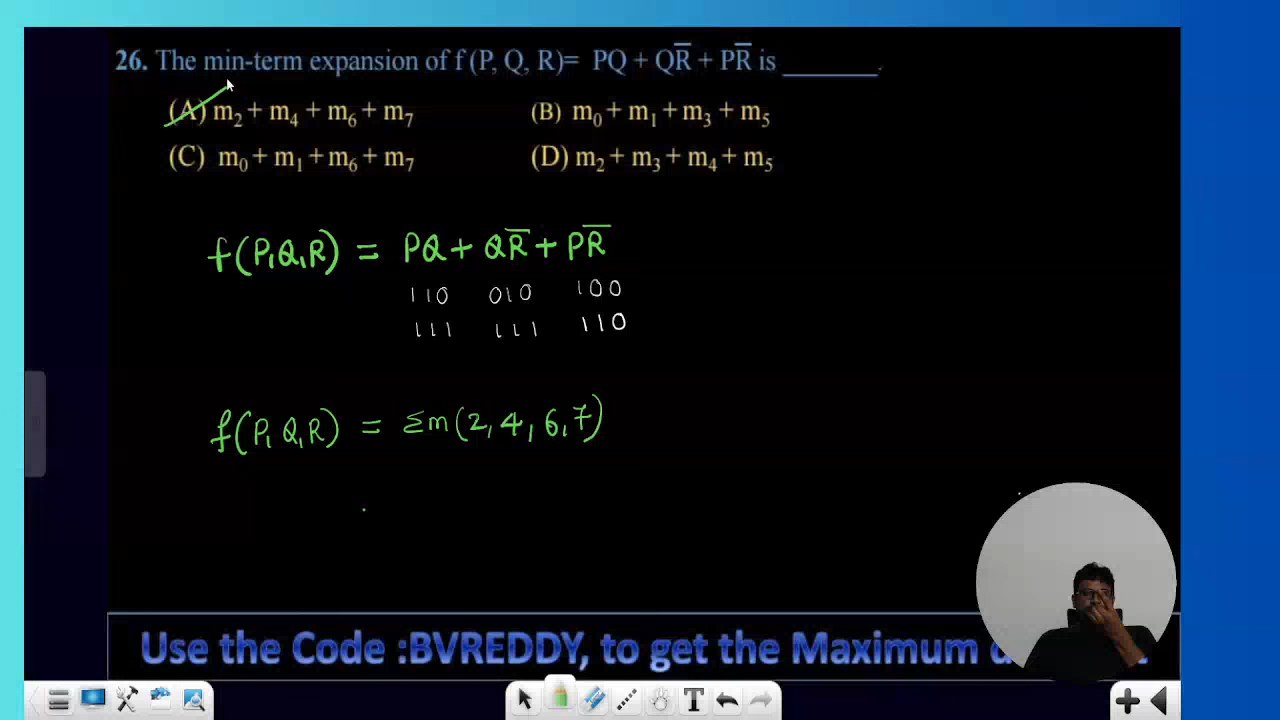 26. The min-term expansion of f (P, Q, R)= PQ + QR̅ + PR̅ is ________.
(A) m₂ + m₄ + m₆ + m₇ (B) m₀ + m₁ + m₃ + m₅
(C) m₀ + m₁ + m₆ + m₇ (D) m₂ + m₃ + m₄ + m₅
f(P,Q,R) = PQ + QR̅ + PR̅
110 010 100
111 111 110
f(P,Q,R) = Σm(2,4,6,7)
Use the Code :BVREDDY, to get the Maximum
T